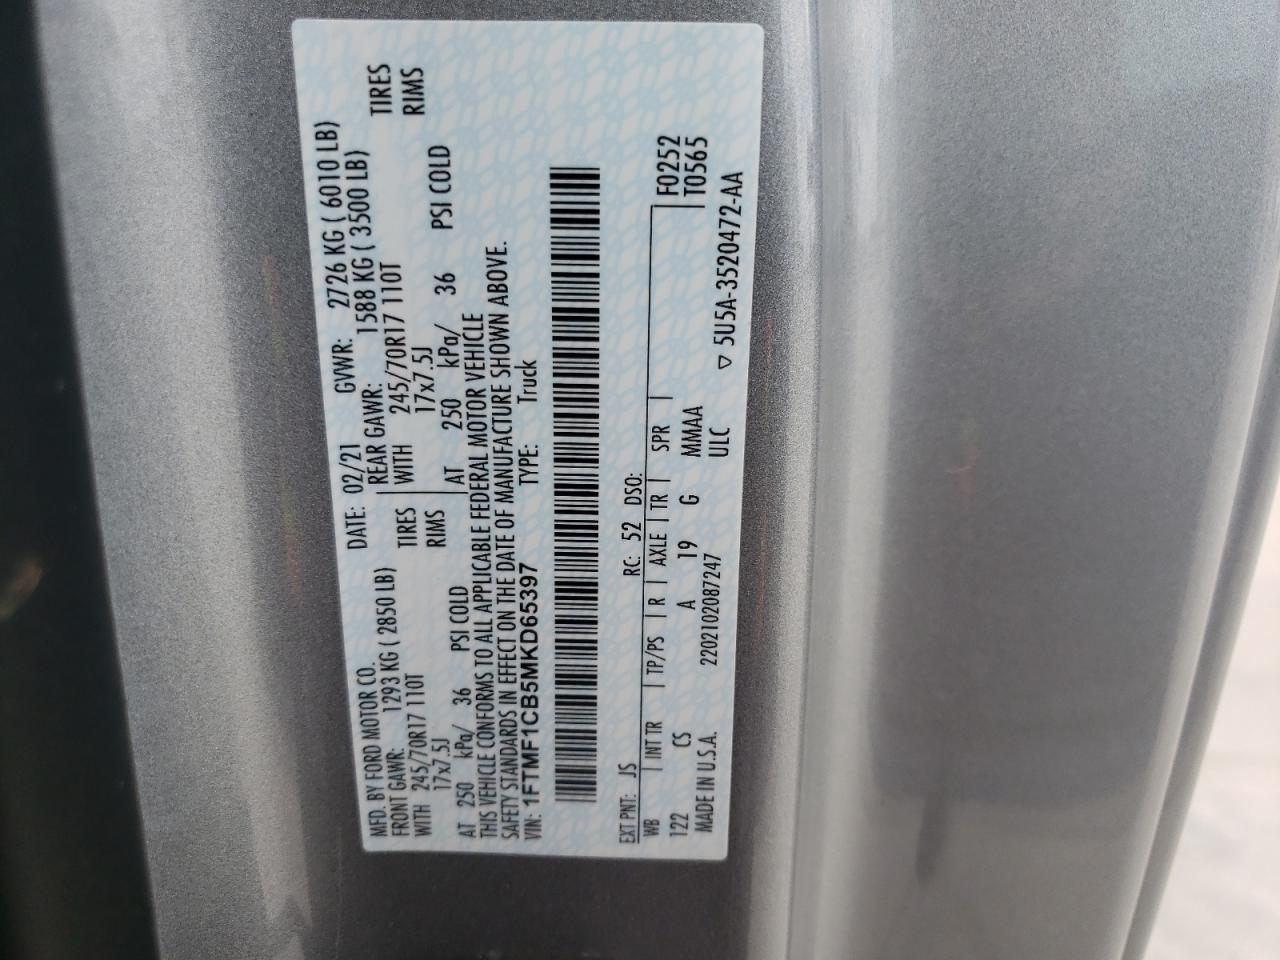 MFD. BY FORD MOTOR CO. DATE: 02/21 GVWR: 2726 KG ( 6010 LB)
FRONT GAWR: 1293 KG ( 2850 LB) REAR GAWR: 1588 KG ( 3500 LB)
WITH 245/70R17 110T TIRES WITH 245/70R17 110T TIRES
17x7.5J RIMS 17x7.5J RIMS
AT 250 kPa/ 36 PSI COLD AT 250 kPa/ 36 PSI COLD
THIS VEHICLE CONFORMS TO ALL APPLICABLE FEDERAL MOTOR VEHICLE
SAFETY STANDARDS IN EFFECT ON THE DATE OF MANUFACTURE SHOWN ABOVE.
VIN: 1FTMF1CB5MKD65397 TYPE: Truck
EXT PNT: JS RC: 52 DSO:
WB | INT TR | TP/PS | R | AXLE | TR | SPR | F0252
122 CS A 19 G MMAA T0565
MADE IN U.S.A. 2202102087247 ULC
▽ 5U5A-3520472-AA